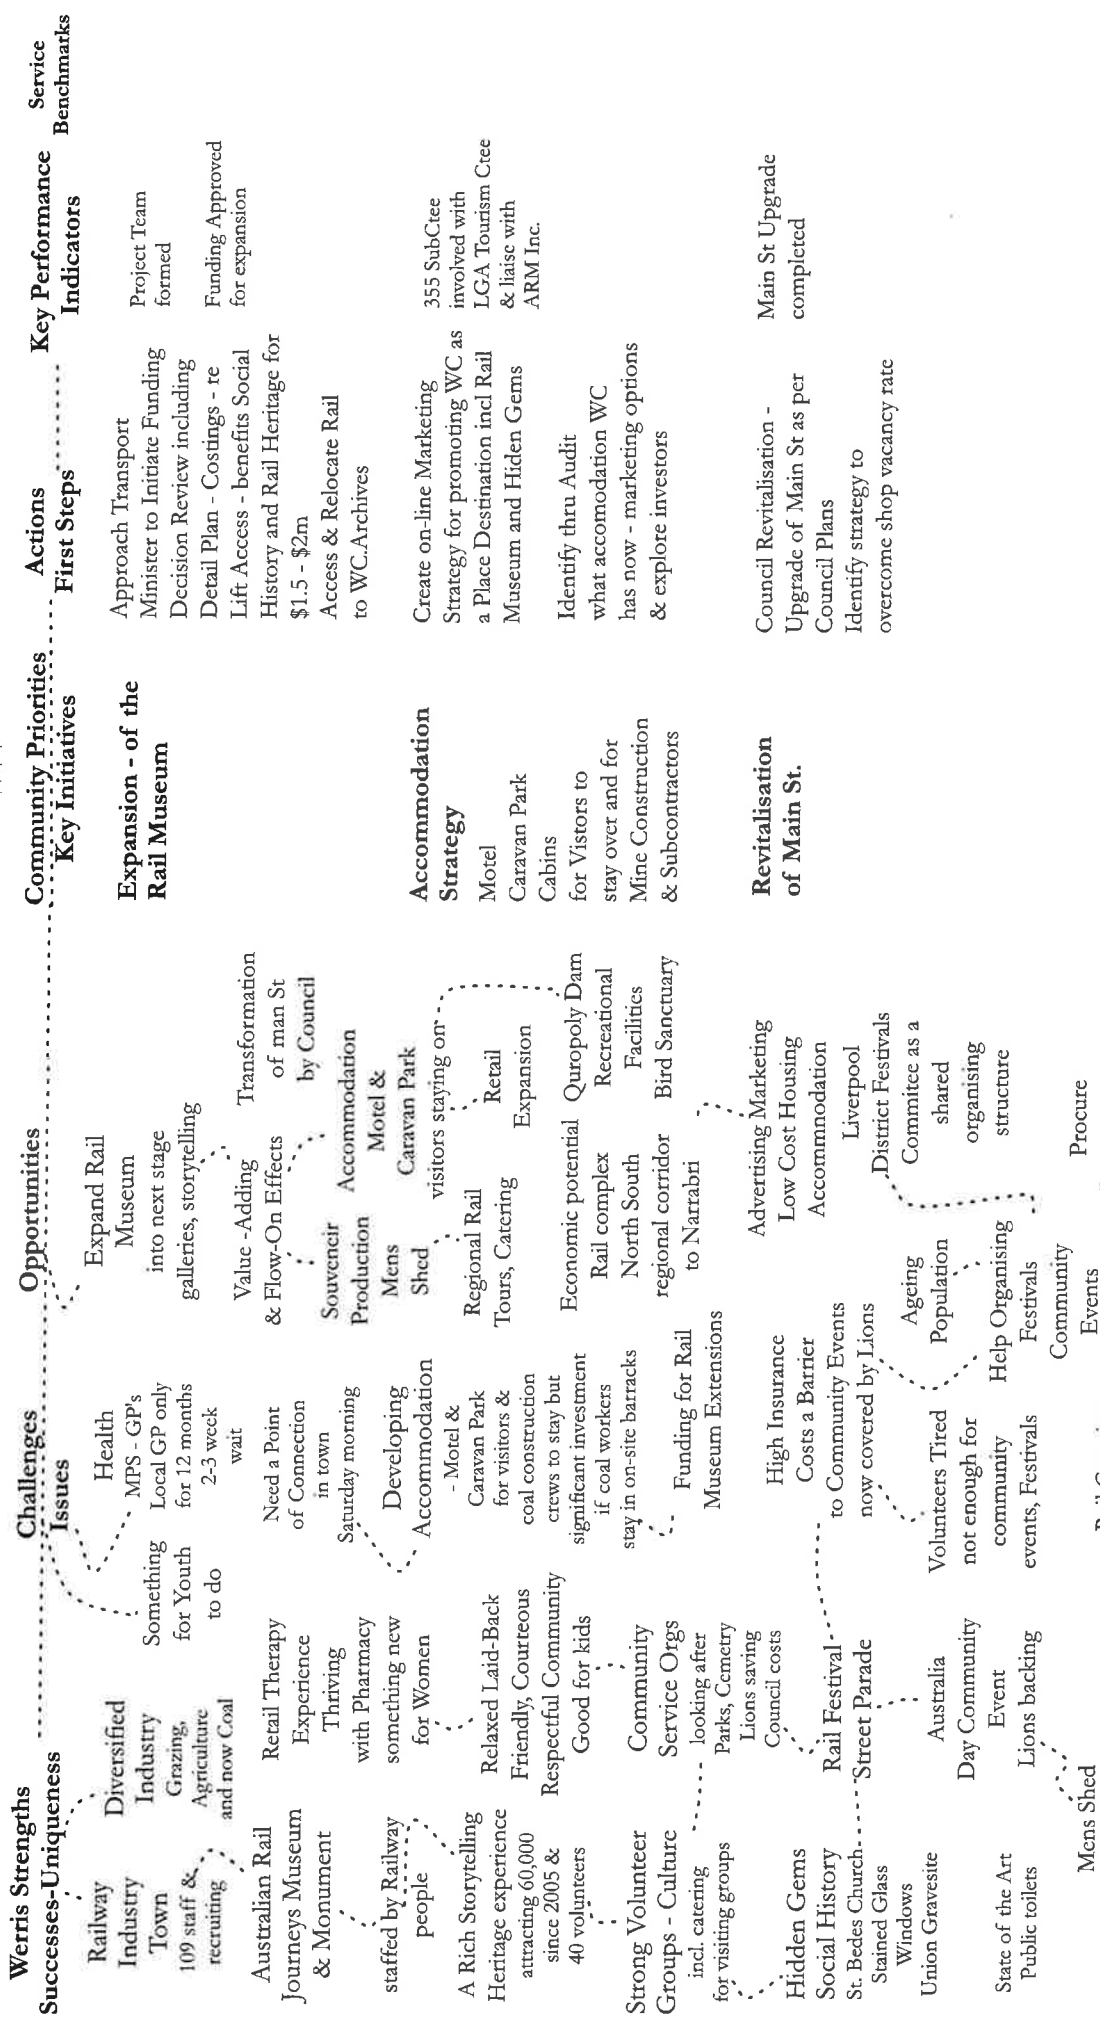 Werris Strengths
Successes-Uniqueness
Railway
Industry
Town
109 staff &
recruiting
Diversified
Industry
Grazing,
Agriculture
and now Coal
Australian Rail
Journeys Museum
& Monument
staffed by Railway
people
A Rich Storytelling
Heritage experience
attracting 60,000
since 2005 &
40 volunteers
Strong Volunteer
Groups - Culture
incl. catering
for visiting groups
Hidden Gems
Social History
St. Bedes Church
Stained Glass
Windows
Union Gravesite
State of the Art
Public toilets
Retail Therapy
Experience
Thriving
with Pharmacy
something new
for Women
Relaxed Laid-Back
Friendly, Courteous
Respectful Community
Good for kids
Community
Service Orgs
looking after
Parks, Cemetry
Lions saving
Council costs
Rail Festival
Street Parade
Australia
Day Community
Event
Lions backing
Mens Shed
Challenges
Issues
Something
for Youth
to do
Health
MPS - GP's
Local GP only
for 12 months
2-3 week
wait
Need a Point
of Connection
in town
Saturday morning
Developing
Accommodation
- Motel &
Caravan Park
for visitors &
coal construction
crews to stay but
significant investment
if coal workers
stay in on-site barracks
Funding for Rail
Museum Extensions
High Insurance
Costs a Barrier
to Community Events
now covered by Lions
Volunteers Tired
not enough for
community
events, Festivals
Opportunities
Expand Rail
Museum
into next stage
galleries, storytelling
Value -Adding
& Flow-On Effects
Transformation
of man St
by Council
Souveneir
Production
Mens
Shed
Accommodation
Motel &
Caravan Park
visitors staying on
Regional Rail
Tours, Catering
Retail
Expansion
Economic potential
Rail complex
North South
regional corridor
to Narrabri
Quropoly Dam
Recreational
Facilities
Bird Sanctuary
Advertising Marketing
Low Cost Housing
Accommnodation
Liverpool
District Festivals
Commitee as a
shared
organising
structure
Ageing
Population
Help Organising
Festivals
Community
Events
Procure
Community Priorities
Key Initiatives
Expansion - of the
Rail Museum
Accommodation
Strategy
Motel
Caravan Park
Cabins
for Vistors to
stay over and for
Mine Construction
& Subcontractors
Revitalisation
of Main St.
Actions
First Steps
Approach Transport
Minister to Initiate Funding
Decision Review including
Detail Plan - Costings - re
Lift Access - benefits Social
History and Rail Heritage for
$1.5 - $2m
Access & Relocate Rail
to WC.Archives
Create on-line Marketing
Strategy for promoting WC as
a Place Destination incl Rail
Museum and Hiden Gems
Identify thru Audit
what accomodation WC
has now - marketing options
& explore investors
Council Revitalisation -
Upgrade of Main St as per
Council Plans
Identify strategy to
overcome shop vacancy rate
Key Performance
Indicators
Project Team
formed
Funding Approved
for expansion
355 SubCtee
involved with
LGA Tourism Ctee
& liaise with
ARM Inc.
Main St Upgrade
completed
Service
Benchmarks